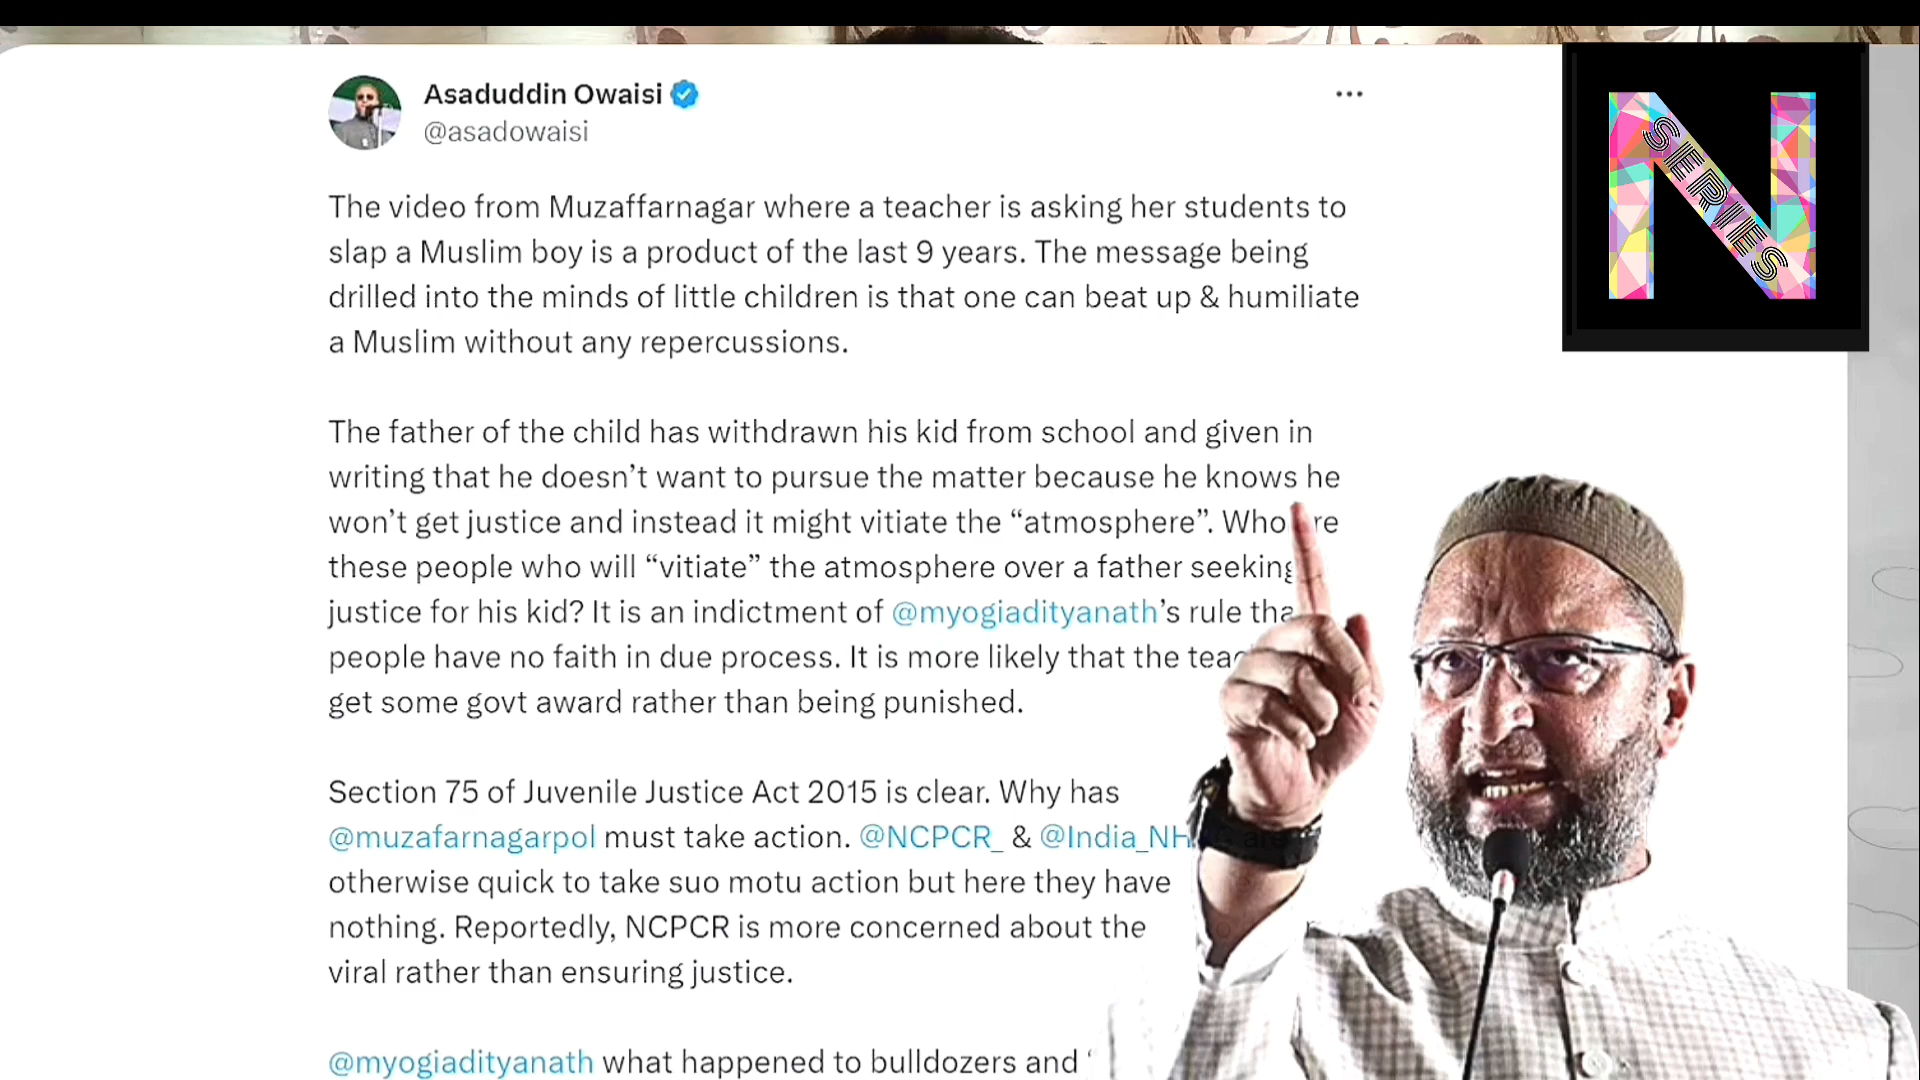 Asaduddin Owaisi
@asadowaisi
SERIES
The video from Muzaffarnagar where a teacher is asking her students to
slap a Muslim boy is a product of the last 9 years. The message being
drilled into the minds of little children is that one can beat up & humiliate
a Muslim without any repercussions.
The father of the child has withdrawn his kid from school and given in
writing that he doesn’t want to pursue the matter because he knows he
won’t get justice and instead it might vitiate the “atmosphere”. Who re
these people who will “vitiate” the atmosphere over a father seeking
justice for his kid? It is an indictment of @myogiadityanath’s rule tha
people have no faith in due process. It is more likely that the tea
get some govt award rather than being punished.
Section 75 of Juvenile Justice Act 2015 is clear. Why has
@muzafarnagarpol must take action. @NCPCR_ & @India_NH
otherwise quick to take suo motu action but here they have
nothing. Reportedly, NCPCR is more concerned about the
viral rather than ensuring justice.
@myogiadityanath what happened to bulldozers and ‘